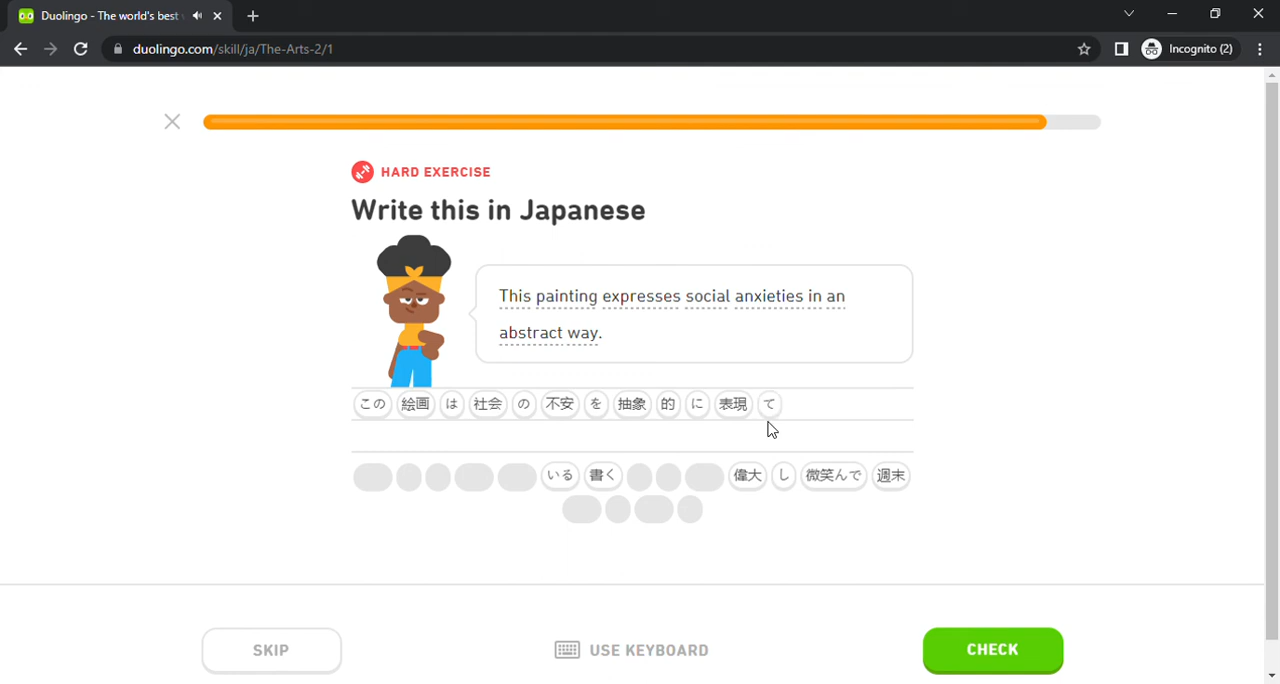 Duolingo - The world's best
duolingo.com/skill/ja/The-Arts-2/1
Incognito (2)
HARD EXERCISE
Write this in Japanese
This painting expresses social anxieties in an
abstract way.
この 絵画 は 社会 の 不安 を 抽象 的 に 表現 て
いる 書く 偉大 し 微笑んで 週末
SKIP
USE KEYBOARD
CHECK